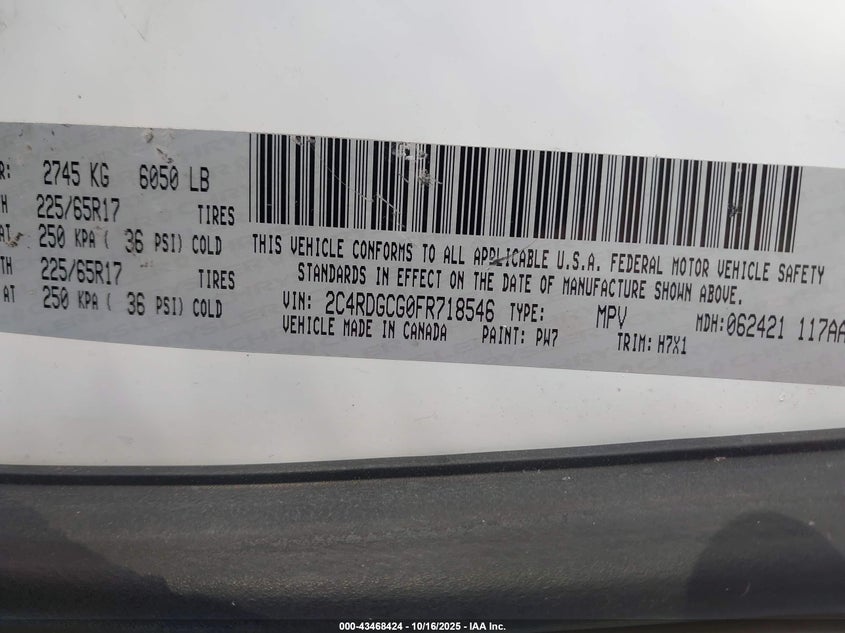 R: 2745 KG 6050 LB
H 225/65R17 TIRES
AT 250 KPA ( 36 PSI) COLD
TH 225/65R17 TIRES
AT 250 KPA ( 36 PSI) COLD
THIS VEHICLE CONFORMS TO ALL APPLICABLE U.S.A. FEDERAL MOTOR VEHICLE SAFETY
STANDARDS IN EFFECT ON THE DATE OF MANUFACTURE SHOWN ABOVE.
VIN: 2C4RDGCG0FR718546 TYPE: MPV MDH:062421 117AA
VEHICLE MADE IN CANADA PAINT: PW7 TRIM: H7X1
000-43468424 - 10/16/2025 - IAA Inc.